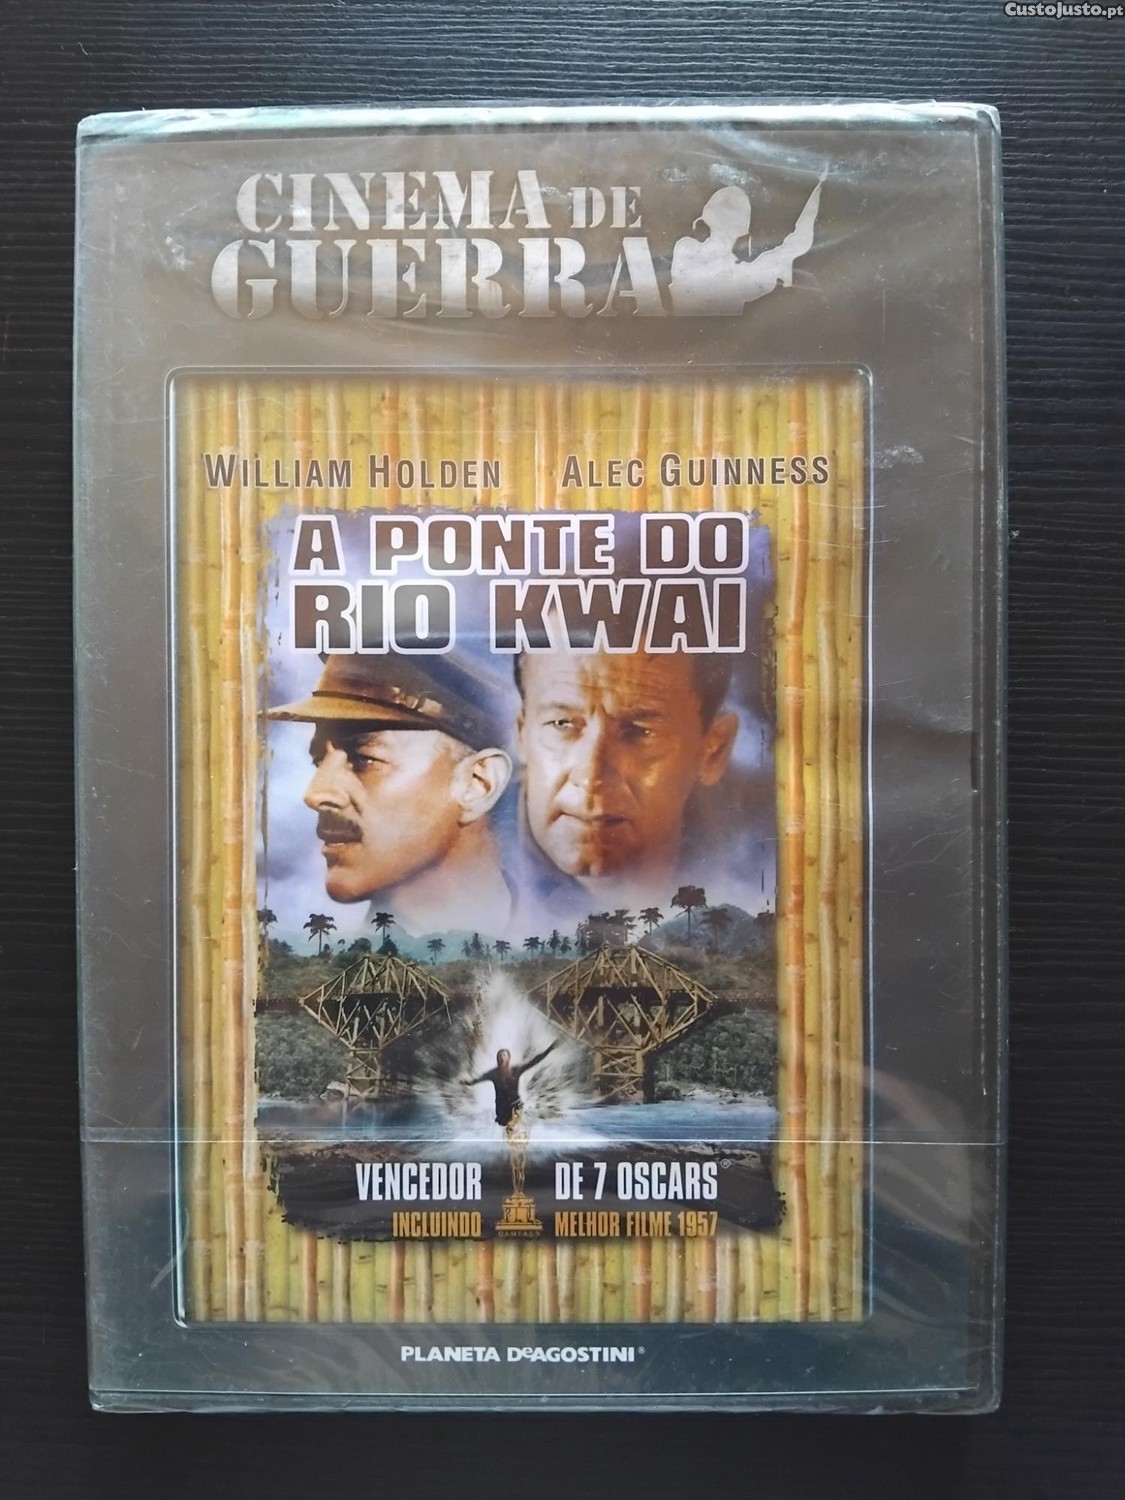 CustoJusto.pt
CINEMA DE
GUERRA
WILLIAM HOLDEN ALEC GUINNESS
A PONTE DO
RIO KWAI
VENCEDOR DE 7 OSCARS®
INCLUINDO MELHOR FILME 1957
PLANETA DeAGOSTINI®